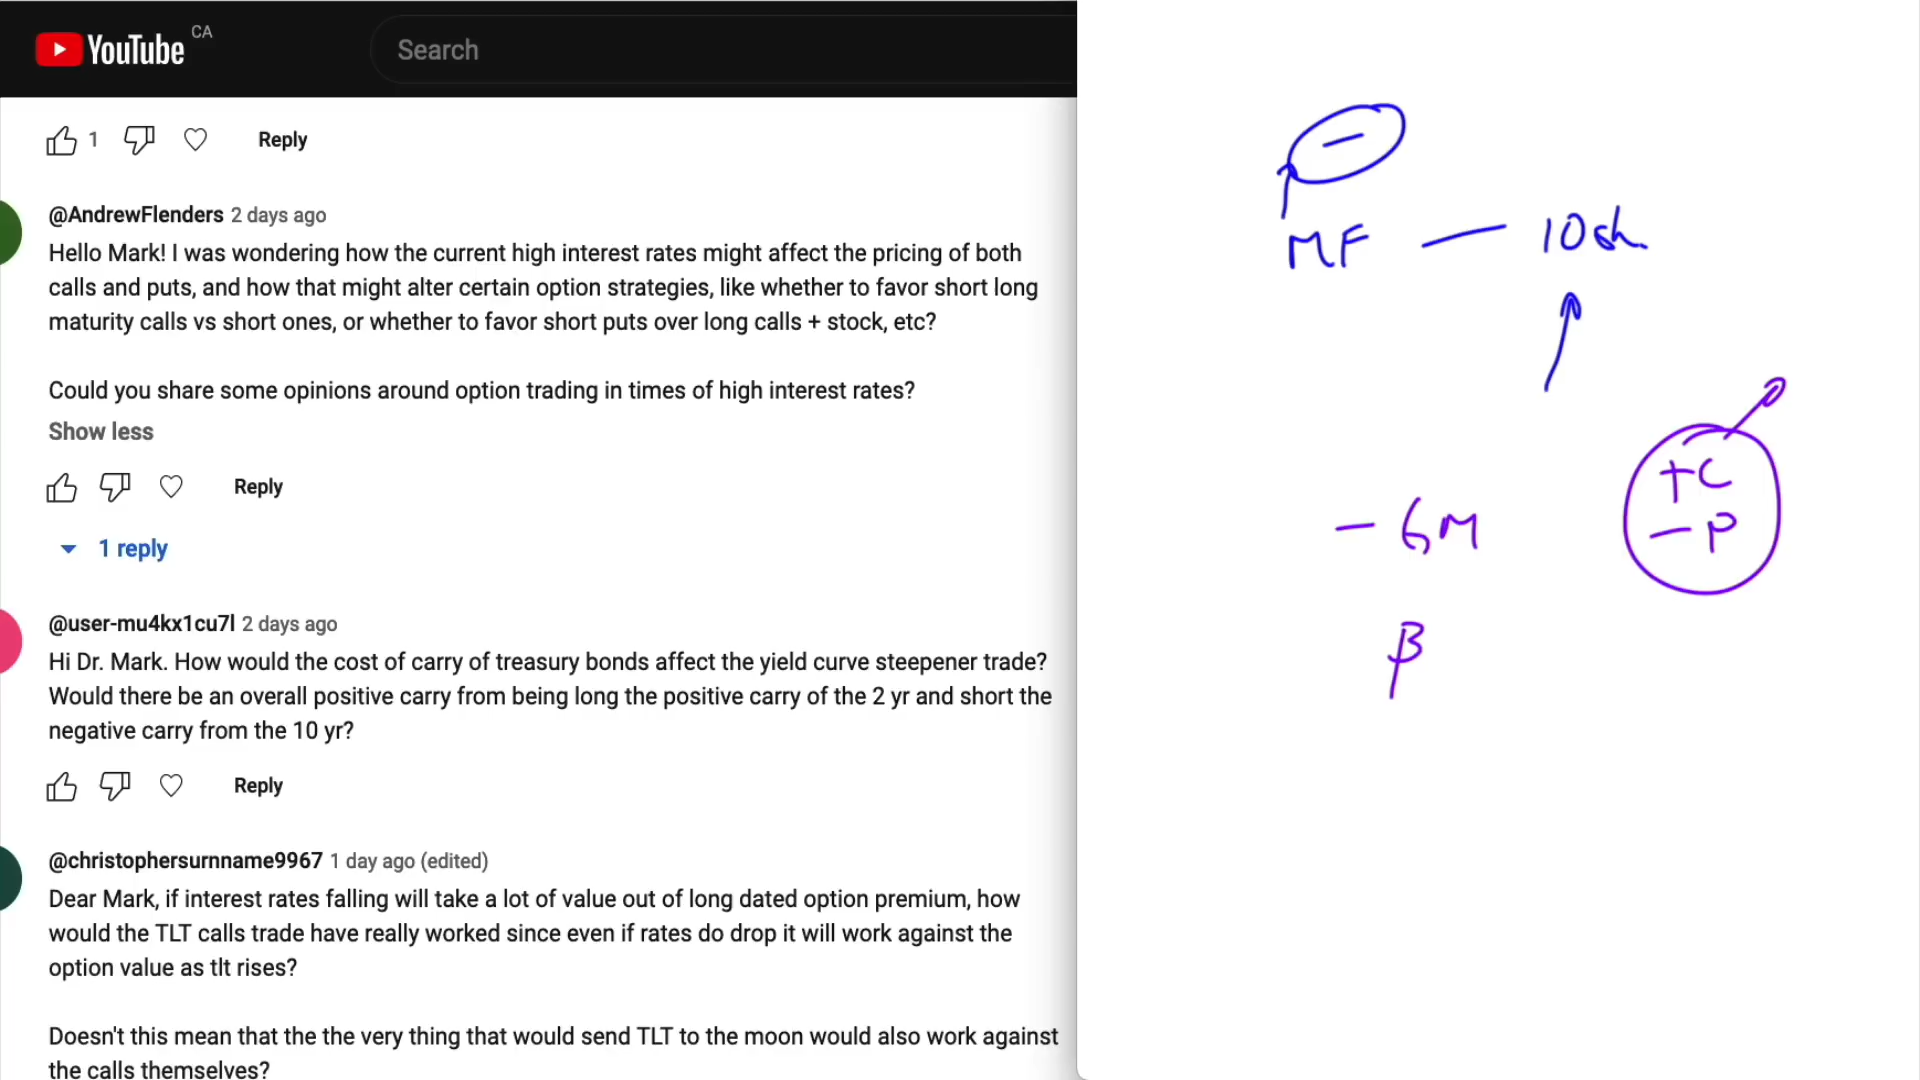 YouTube CA
Search
1 Reply
@AndrewFlenders 2 days ago
Hello Mark! I was wondering how the current high interest rates might affect the pricing of both
calls and puts, and how that might alter certain option strategies, like whether to favor short long
maturity calls vs short ones, or whether to favor short puts over long calls + stock, etc?
Could you share some opinions around option trading in times of high interest rates?
Show less
Reply
1 reply
@user-mu4kx1cu7l 2 days ago
Hi Dr. Mark. How would the cost of carry of treasury bonds affect the yield curve steepener trade?
Would there be an overall positive carry from being long the positive carry of the 2 yr and short the
negative carry from the 10 yr?
Reply
@christophersurnname9967 1 day ago (edited)
Dear Mark, if interest rates falling will take a lot of value out of long dated option premium, how
would the TLT calls trade have really worked since even if rates do drop it will work against the
option value as tlt rises?
Doesn't this mean that the the very thing that would send TLT to the moon would also work against
the calls themselves?
−
MF — 10sh
+C
− P
− 6M
β